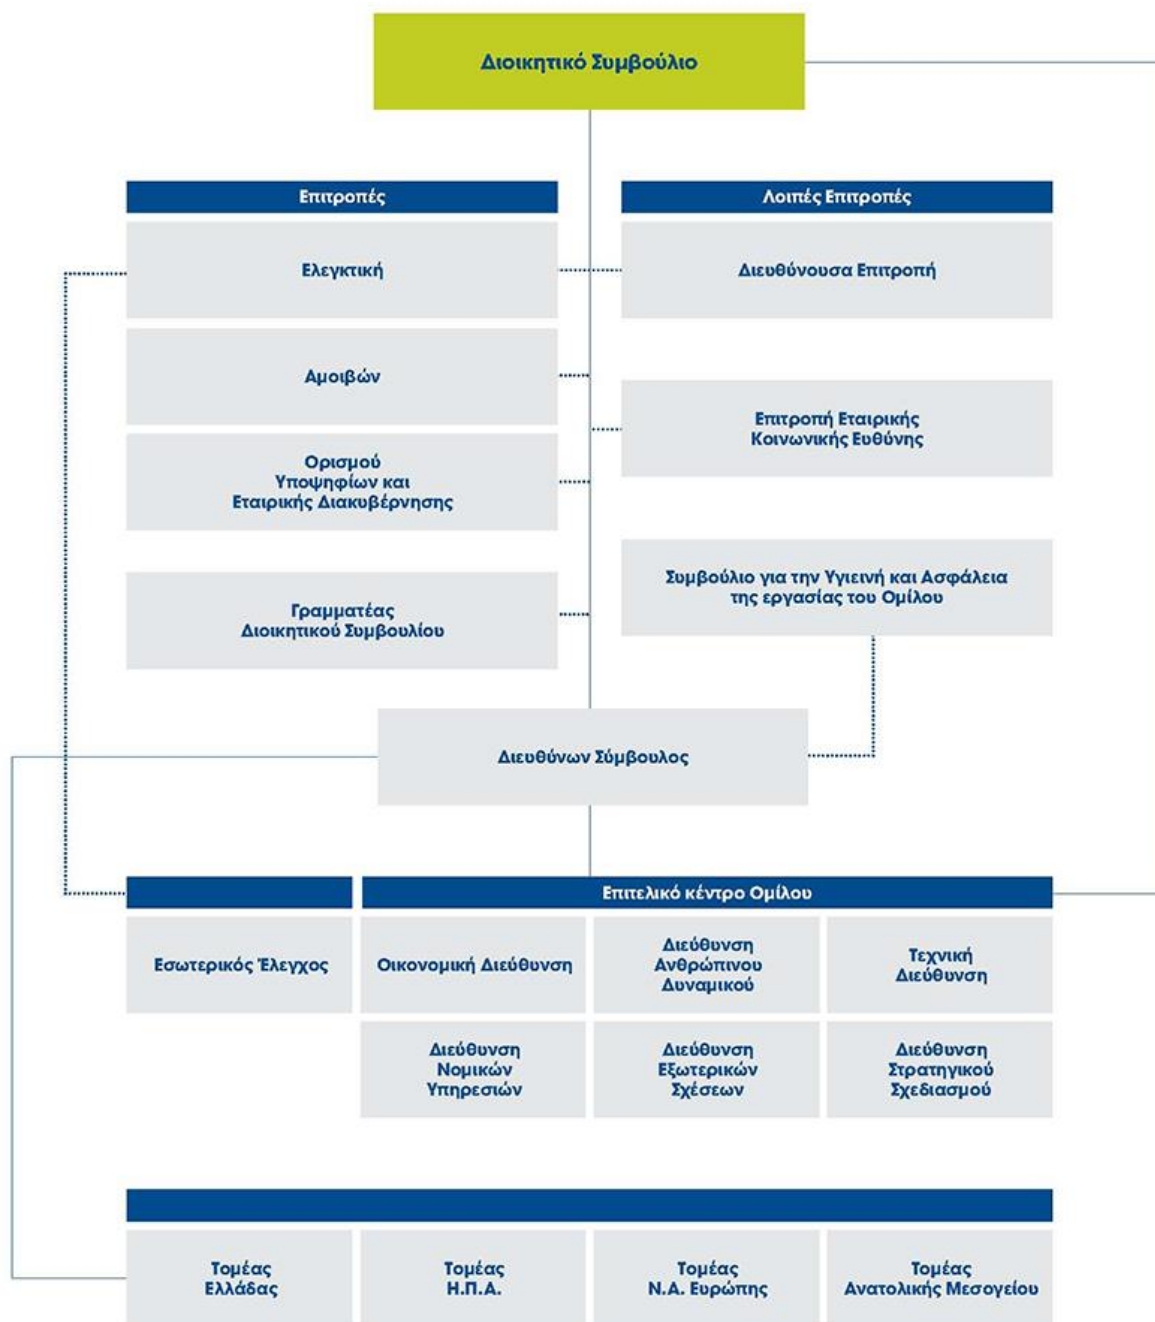 Διοικητικό Συμβούλιο
Επιτροπές
Ελεγκτική
Αμοιβών
Ορισμού
Υποψηφίων και
Εταιρικής Διακυβέρνησης
Γραμματέας
Διοικητικού Συμβουλίου
Λοιπές Επιτροπές
Διευθύνουσα Επιτροπή
Επιτροπή Εταιρικής
Κοινωνικής Ευθύνης
Συμβούλιο για την Υγιεινή και Ασφάλεια
της εργασίας του Ομίλου
Διευθύνων Σύμβουλος
Επιτελικό κέντρο Ομίλου
Εσωτερικός Έλεγχος
Οικονομική Διεύθυνση
Διεύθυνση
Ανθρώπινου
Δυναμικού
Τεχνική
Διεύθυνση
Διεύθυνση
Νομικών
Υπηρεσιών
Διεύθυνση
Εξωτερικών
Σχέσεων
Διεύθυνση
Στρατηγικού
Σχεδιασμού
Τομέας
Ελλάδας
Τομέας
Η.Π.Α.
Τομέας
Ν.Α. Ευρώπης
Τομέας
Ανατολικής Μεσογείου